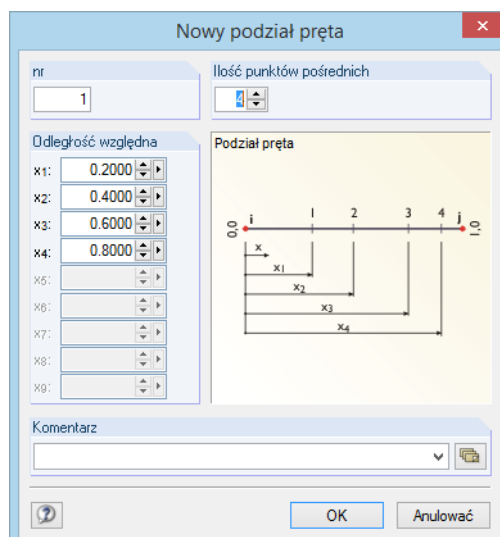 Nowy podział pręta
nr
1
Ilość punktów pośrednich
4
Odległość względna
x1: 0.2000
x2: 0.4000
x3: 0.6000
x4: 0.8000
x5:
x6:
x7:
x8:
x9:
Podział pręta
0,0 i 1 2 3 4 j 1,0
x
x1
x2
x3
x4
Komentarz
OK Anulować